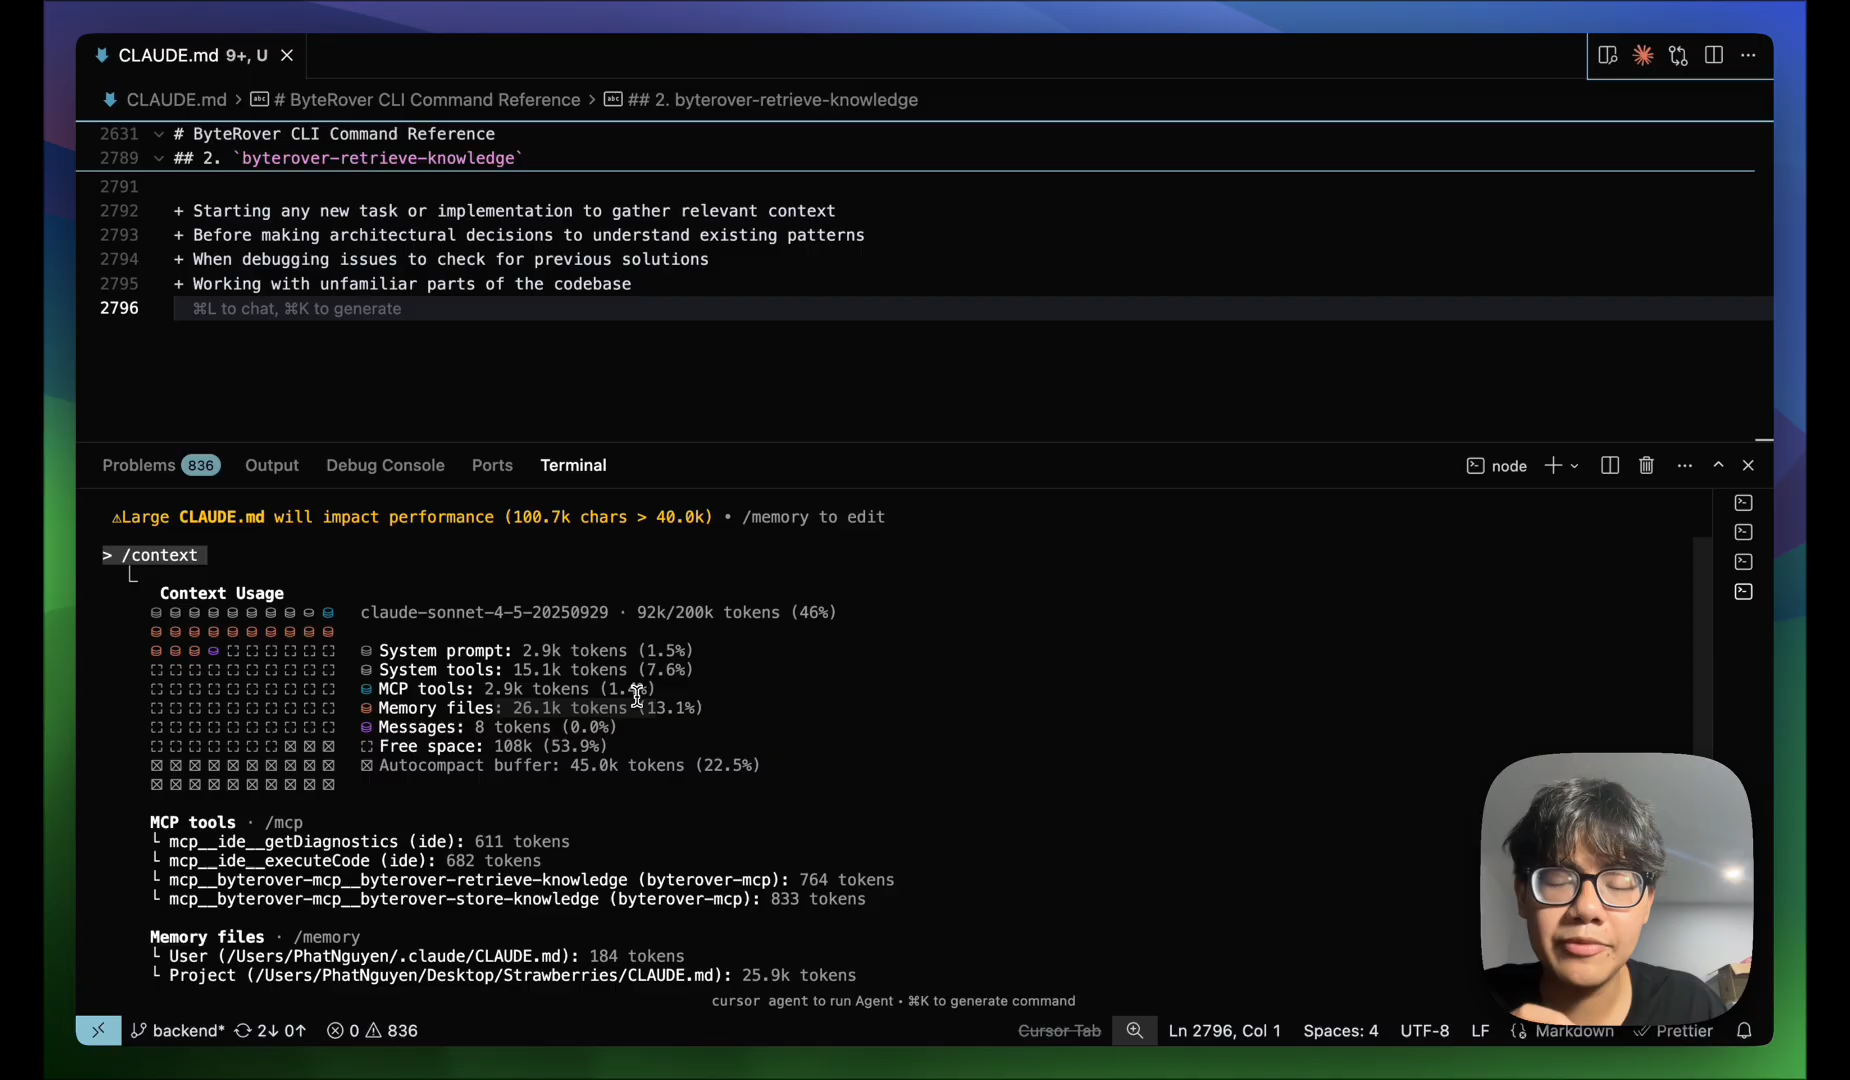 CLAUDE.md 9+, U
CLAUDE.md > # ByteRover CLI Command Reference > ## 2. byterover-retrieve-knowledge
2631 # ByteRover CLI Command Reference
2789 ## 2. `byterover-retrieve-knowledge`
2791
2792 + Starting any new task or implementation to gather relevant context
2793 + Before making architectural decisions to understand existing patterns
2794 + When debugging issues to check for previous solutions
2795 + Working with unfamiliar parts of the codebase
2796 ⌘L to chat, ⌘K to generate
Problems 836 Output Debug Console Ports Terminal node
⚠Large CLAUDE.md will impact performance (100.7k chars > 40.0k) • /memory to edit
> /context
Context Usage
claude-sonnet-4-5-20250929 · 92k/200k tokens (46%)
System prompt: 2.9k tokens (1.5%)
System tools: 15.1k tokens (7.6%)
MCP tools: 2.9k tokens
Memory files: 26.1k tokens (13.1%)
Messages: 8 tokens (0.0%)
Free space: 108k (53.9%)
Autocompact buffer: 45.0k tokens (22.5%)
MCP tools · /mcp
└ mcp__ide__getDiagnostics (ide): 611 tokens
└ mcp__ide__executeCode (ide): 682 tokens
└ mcp__byterover-mcp__byterover-retrieve-knowledge (byterover-mcp): 764 tokens
└ mcp__byterover-mcp__byterover-store-knowledge (byterover-mcp): 833 tokens
Memory files · /memory
└ User (/Users/PhatNguyen/.claude/CLAUDE.md): 184 tokens
└ Project (/Users/PhatNguyen/Desktop/Strawberries/CLAUDE.md): 25.9k tokens
cursor agent to run Agent • ⌘K to generate command
backend* 2↓ 0↑ 0 836 Cursor Tab Ln 2796, Col 1 Spaces: 4 UTF-8 LF Markdown Prettier